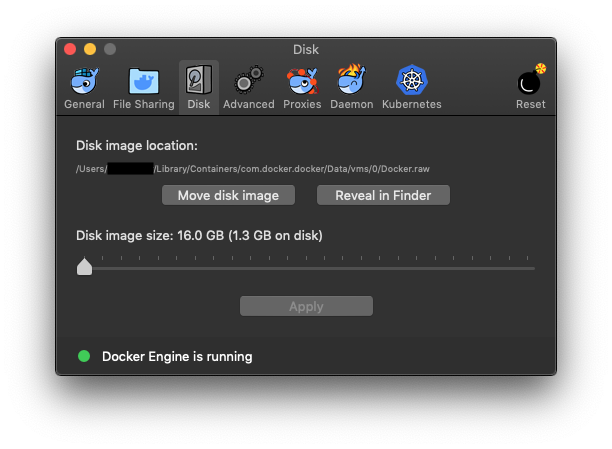 Disk
General File Sharing Disk Advanced Proxies Daemon Kubernetes Reset
Disk image location:
/Users/ /Library/Containers/com.docker.docker/Data/vms/0/Docker.raw
Move disk image Reveal in Finder
Disk image size: 16.0 GB (1.3 GB on disk)
Apply
Docker Engine is running